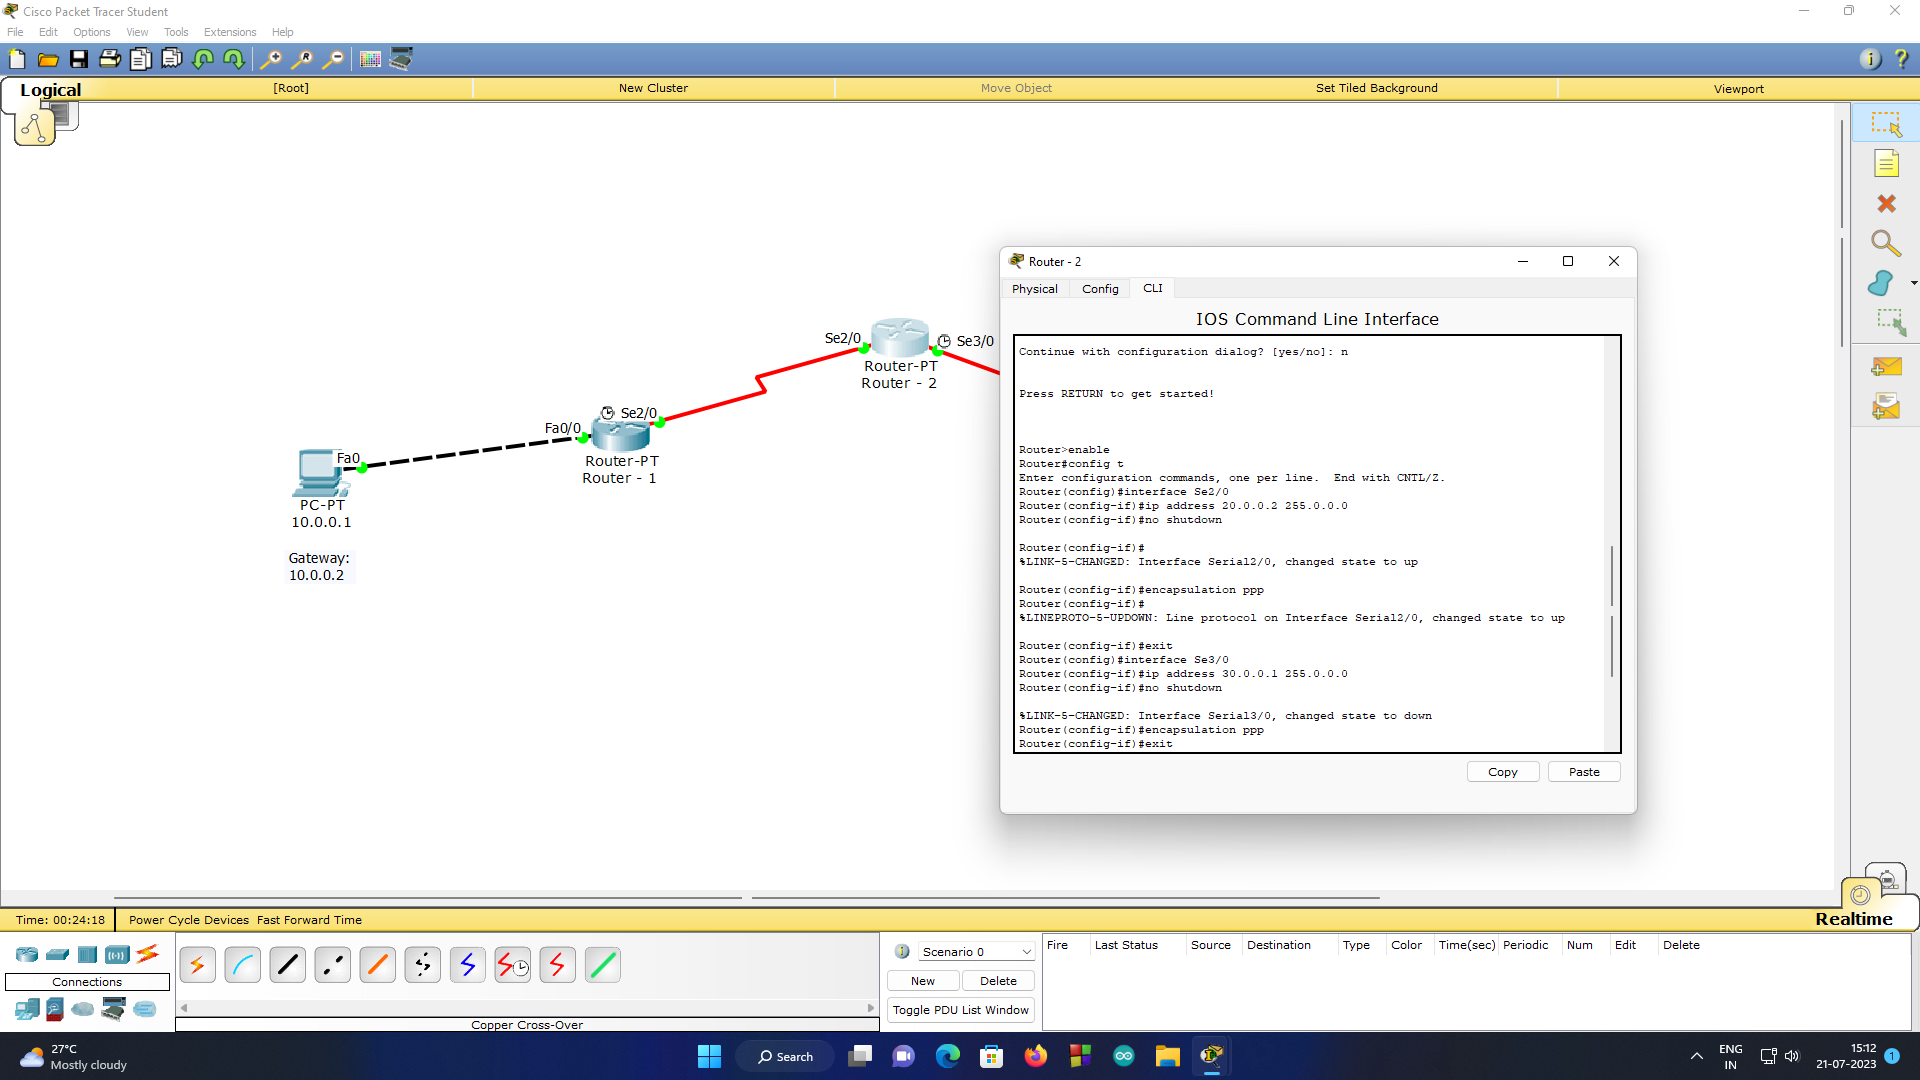 Cisco Packet Tracer Student
File Edit Options View Tools Extensions Help
Logical [Root] New Cluster Move Object Set Tiled Background Viewport
Se2/0 Se3/0
Router-PT
Router - 2
Se2/0
Fa0/0
Router-PT
Router - 1
Fa0
PC-PT
10.0.0.1
Gateway:
10.0.0.2
Router - 2
Physical Config CLI
IOS Command Line Interface
Continue with configuration dialog? [yes/no]: n
Press RETURN to get started!
Router>enable
Router#config t
Enter configuration commands, one per line.  End with CNTL/Z.
Router(config)#interface Se2/0
Router(config-if)#ip address 20.0.0.2 255.0.0.0
Router(config-if)#no shutdown
Router(config-if)#
%LINK-5-CHANGED: Interface Serial2/0, changed state to up
Router(config-if)#encapsulation ppp
Router(config-if)#
%LINEPROTO-5-UPDOWN: Line protocol on Interface Serial2/0, changed state to up
Router(config-if)#exit
Router(config)#interface Se3/0
Router(config-if)#ip address 30.0.0.1 255.0.0.0
Router(config-if)#no shutdown
%LINK-5-CHANGED: Interface Serial3/0, changed state to down
Router(config-if)#encapsulation ppp
Router(config-if)#exit
Copy Paste
Time: 00:24:18 Power Cycle Devices Fast Forward Time
Realtime
Connections
Copper Cross-Over
Scenario 0
New Delete
Toggle PDU List Window
Fire Last Status Source Destination Type Color Time(sec) Periodic Num Edit Delete
27°C
Mostly cloudy
Search
ENG
IN
15:12
21-07-2023
1